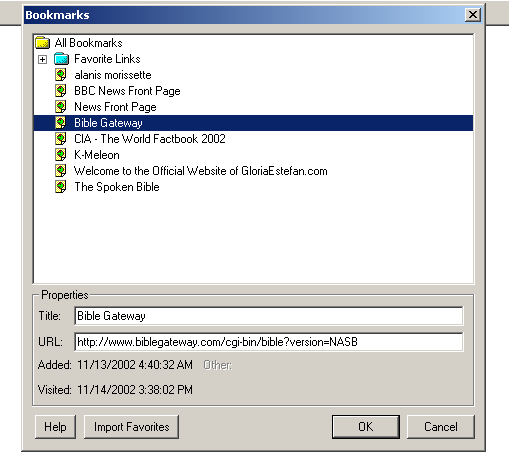 Bookmarks
All Bookmarks
Favorite Links
alanis morissette
BBC News Front Page
News Front Page
Bible Gateway
CIA - The World Factbook 2002
K-Meleon
Welcome to the Official Website of GloriaEstefan.com
The Spoken Bible
Properties
Title: Bible Gateway
URL: http://www.biblegateway.com/cgi-bin/bible?version=NASB
Added: 11/13/2002 4:40:32 AM Other:
Visited: 11/14/2002 3:38:02 PM
Help Import Favorites OK Cancel